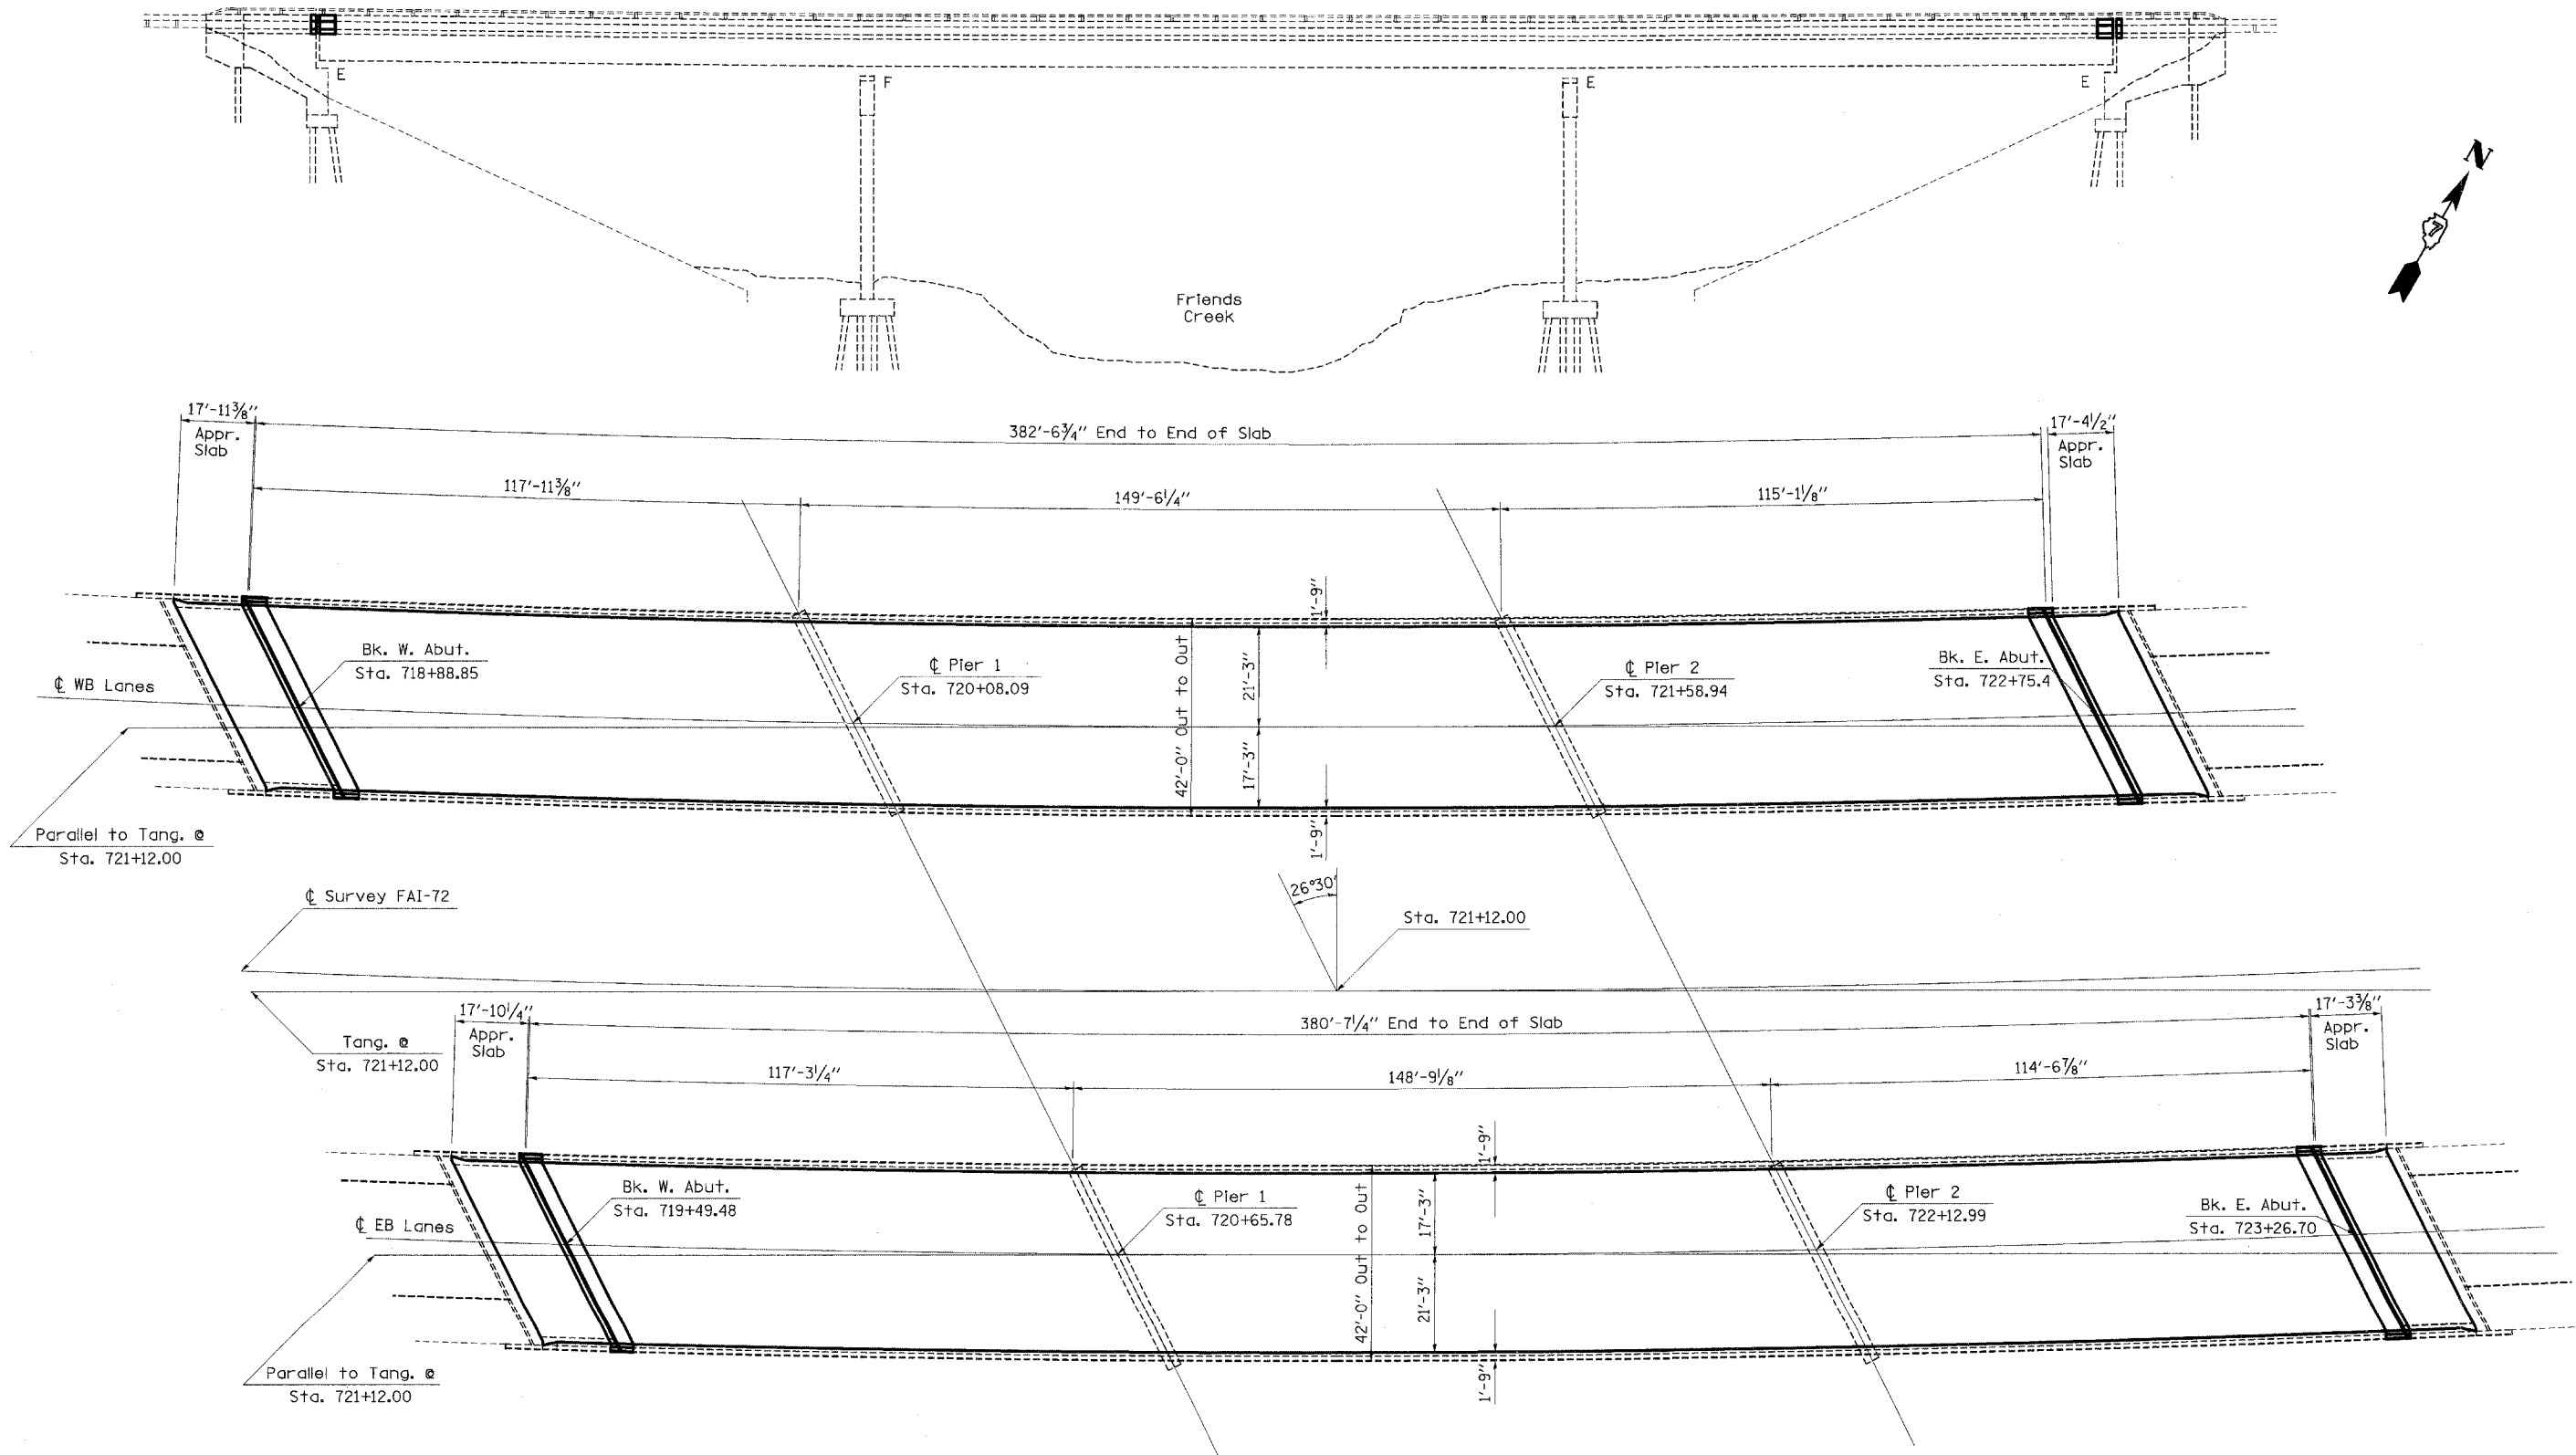 E
F
E
E
N
7
Friends
Creek
17'-11⅜"
Appr.
Slab
382'-6¾" End to End of Slab
17'-4½"
Appr.
Slab
117'-11⅜"
149'-6¼"
115'-1⅛"
1'-9"
Bk. W. Abut.
Sta. 718+88.85
℄ WB Lanes
℄ Pier 1
Sta. 720+08.09
42'-0" Out to Out
21'-3"
17'-3"
℄ Pier 2
Sta. 721+58.94
Bk. E. Abut.
Sta. 722+75.4
1'-9"
Parallel to Tang. @
Sta. 721+12.00
℄ Survey FAI-72
26°30'
Sta. 721+12.00
17'-10¼"
Appr.
Slab
380'-7¼" End to End of Slab
17'-3⅜"
Appr.
Slab
Tang. @
Sta. 721+12.00
117'-3¼"
148'-9⅛"
114'-6⅞"
1'-9"
Bk. W. Abut.
Sta. 719+49.48
℄ EB Lanes
℄ Pier 1
Sta. 720+65.78
42'-0" Out to Out
17'-3"
21'-3"
℄ Pier 2
Sta. 722+12.99
Bk. E. Abut.
Sta. 723+26.70
1'-9"
Parallel to Tang. @
Sta. 721+12.00